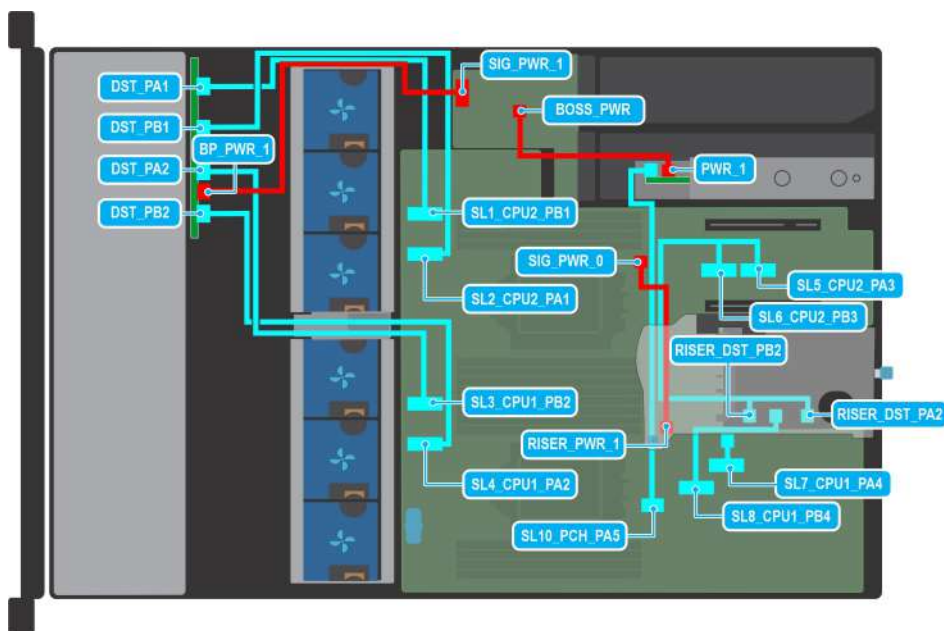 DST_PA1
DST_PB1
BP_PWR_1
DST_PA2
DST_PB2
SIG_PWR_1
BOSS_PWR
PWR_1
SL1_CPU2_PB1
SIG_PWR_0
SL2_CPU2_PA1
SL5_CPU2_PA3
SL6_CPU2_PB3
RISER_DST_PB2
SL3_CPU1_PB2
RISER_DST_PA2
RISER_PWR_1
SL4_CPU1_PA2
SL7_CPU1_PA4
SL8_CPU1_PB4
SL10_PCH_PA5